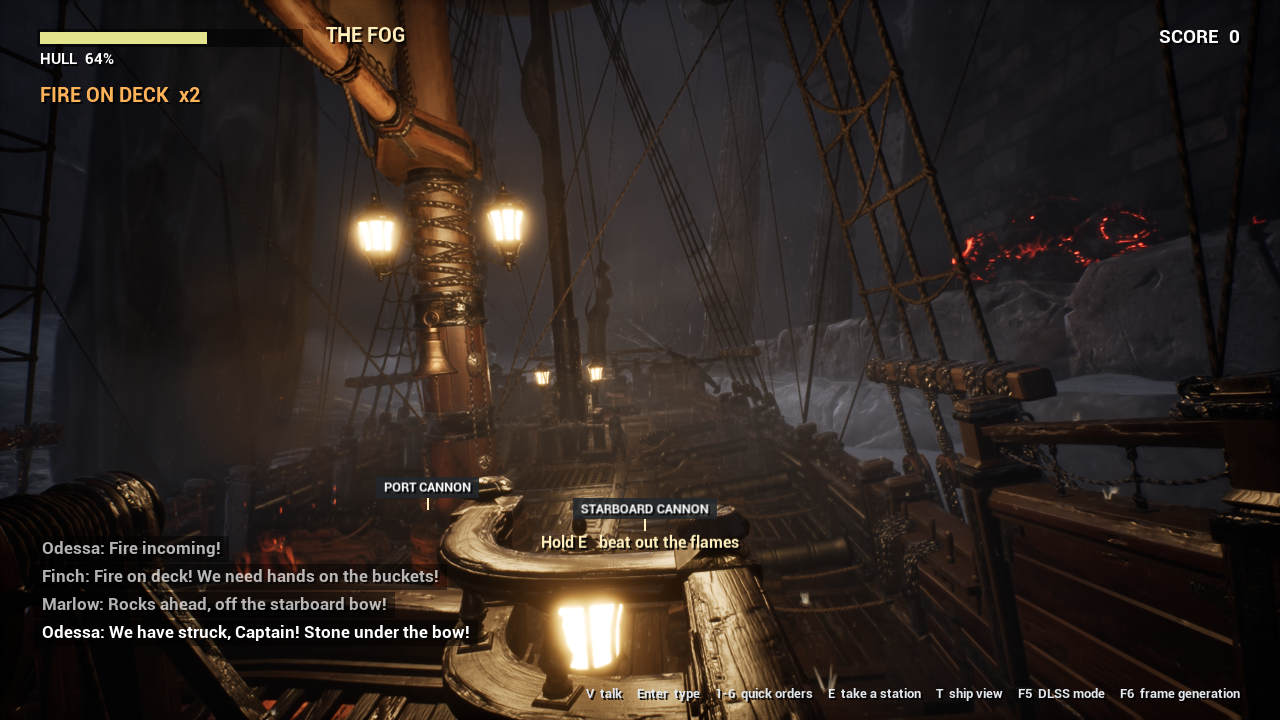 THE FOG
SCORE 0
HULL 64%
FIRE ON DECK x2
PORT CANNON
STARBOARD CANNON
Hold E beat out the flames
Odessa: Fire incoming!
Finch: Fire on deck! We need hands on the buckets!
Marlow: Rocks ahead, off the starboard bow!
Odessa: We have struck, Captain! Stone under the bow!
V talk Enter type 1-6 quick orders E take a station T ship view F5 DLSS mode F6 frame generation